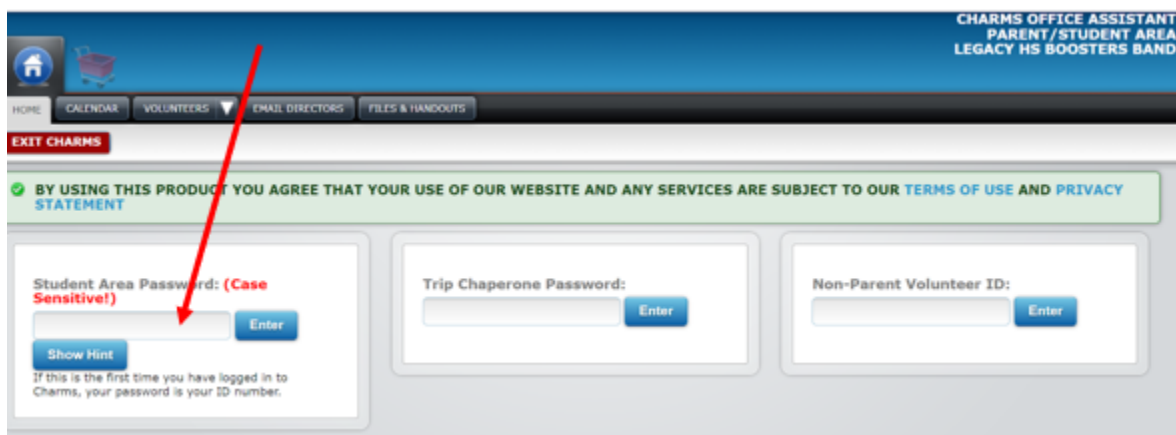 CHARMS OFFICE ASSISTANT
PARENT/STUDENT AREA
LEGACY HS BOOSTERS BAND
HOME CALENDAR VOLUNTEERS EMAIL DIRECTORS FILES & HANDOUTS
EXIT CHARMS
BY USING THIS PRODUCT YOU AGREE THAT YOUR USE OF OUR WEBSITE AND ANY SERVICES ARE SUBJECT TO OUR TERMS OF USE AND PRIVACY
STATEMENT
Student Area Password: (Case
Sensitive!)
Enter
Show Hint
If this is the first time you have logged in to
Charms, your password is your ID number.
Trip Chaperone Password:
Enter
Non-Parent Volunteer ID:
Enter